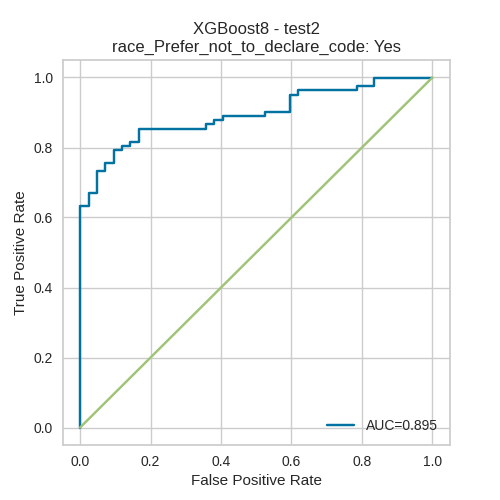 XGBoost8 - test2
race_Prefer_not_to_declare_code: Yes
1.0
0.8
0.6
0.4
0.2
0.0
True Positive Rate
AUC=0.895
0.0 0.2 0.4 0.6 0.8 1.0
False Positive Rate